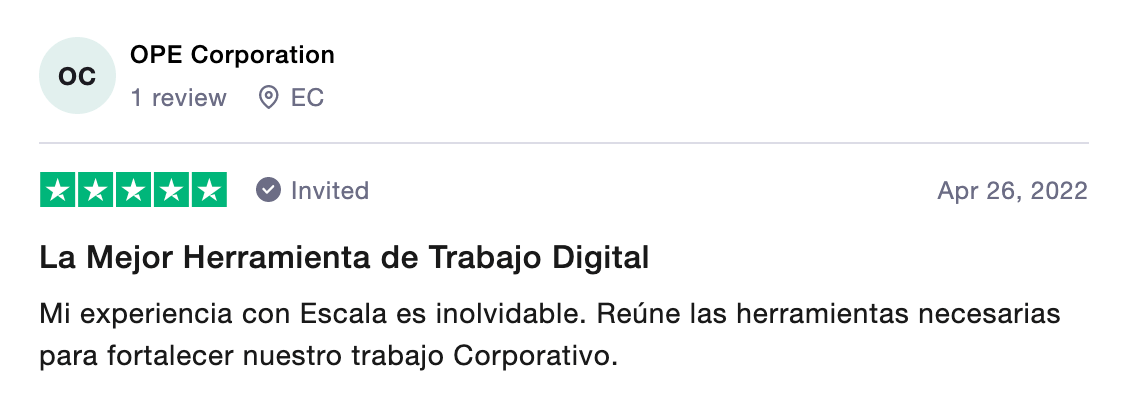 OC
OPE Corporation
1 review EC
Invited
Apr 26, 2022
La Mejor Herramienta de Trabajo Digital
Mi experiencia con Escala es inolvidable. Reúne las herramientas necesarias
para fortalecer nuestro trabajo Corporativo.